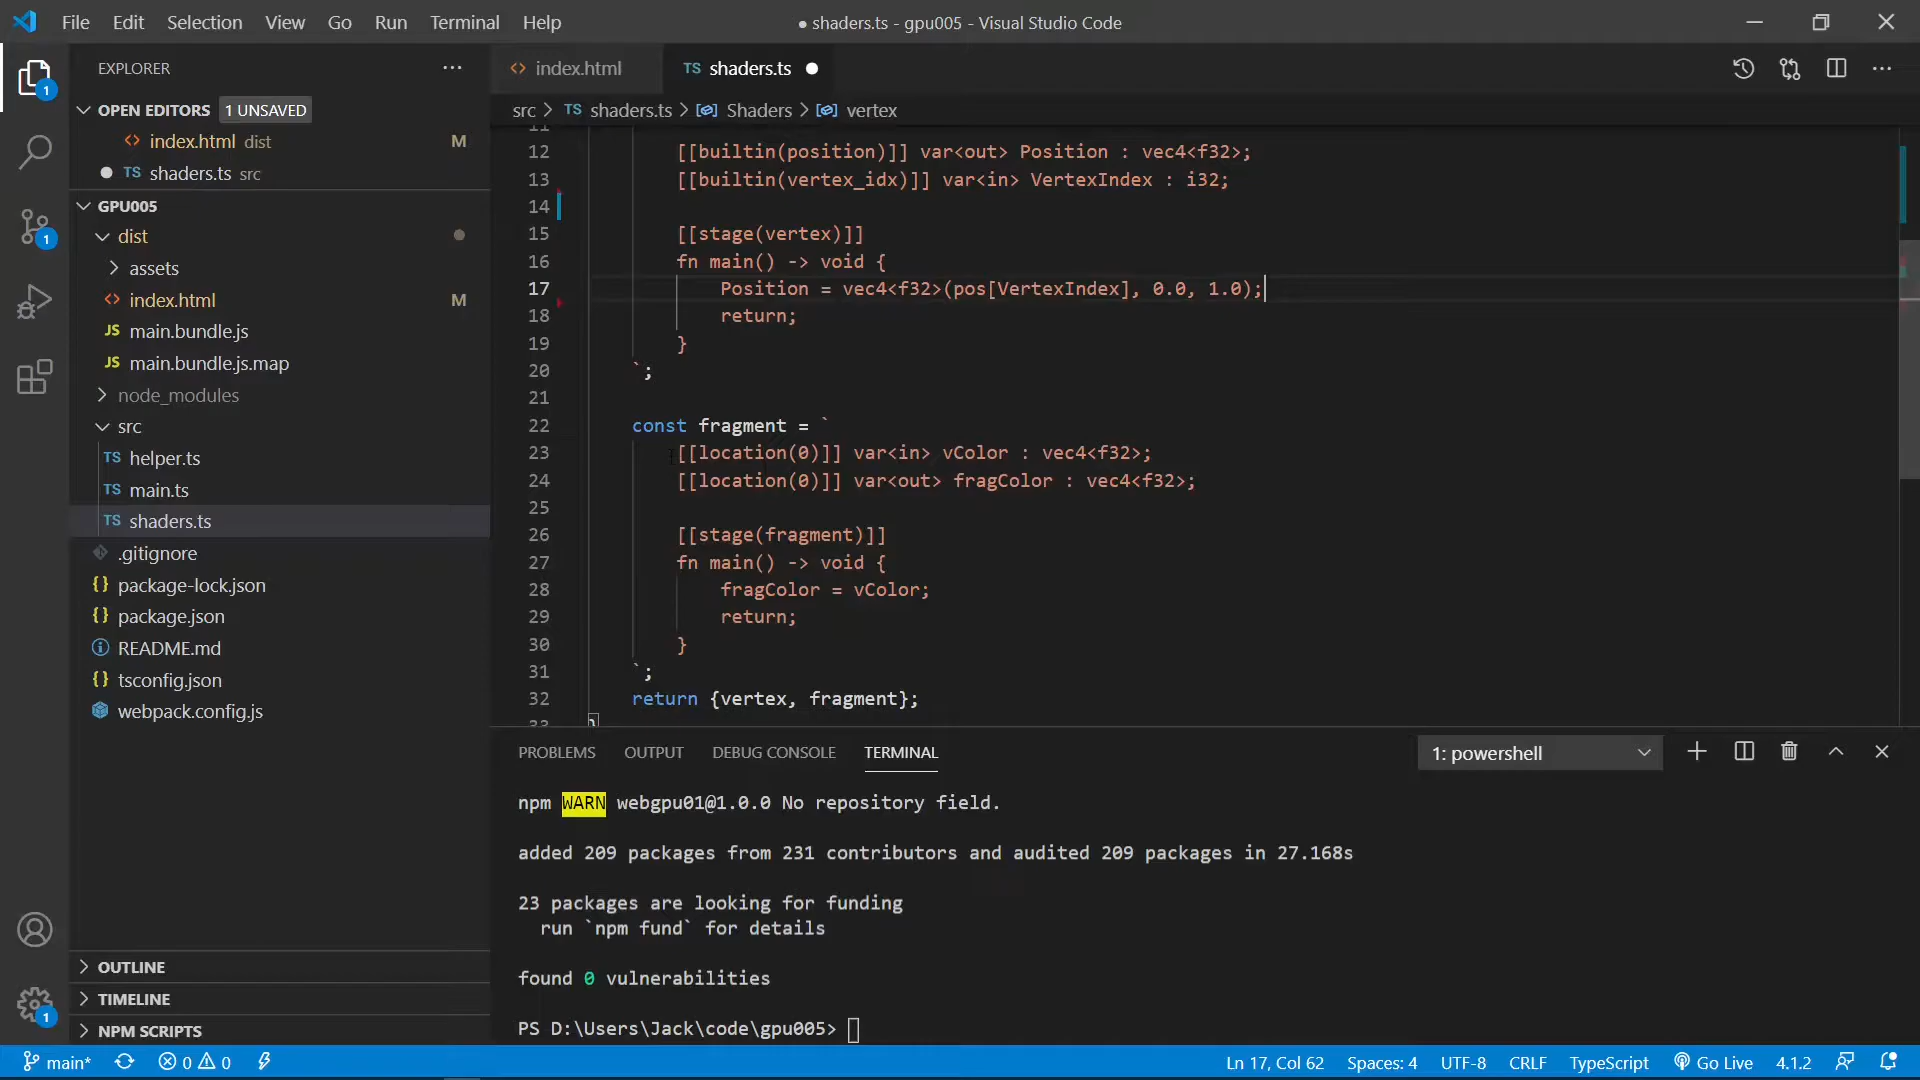 File Edit Selection View Go Run Terminal Help
● shaders.ts - gpu005 - Visual Studio Code
EXPLORER
OPEN EDITORS 1 UNSAVED
index.html dist M
TS shaders.ts src
GPU005
dist
assets
index.html M
JS main.bundle.js
JS main.bundle.js.map
node_modules
src
TS helper.ts
TS main.ts
TS shaders.ts
.gitignore
{} package-lock.json
{} package.json
README.md
{} tsconfig.json
webpack.config.js
OUTLINE
TIMELINE
NPM SCRIPTS
1
1
1
<> index.html TS shaders.ts ●
src > TS shaders.ts > Shaders > vertex
11
12 [[builtin(position)]] var<out> Position : vec4<f32>;
13 [[builtin(vertex_idx)]] var<in> VertexIndex : i32;
14
15 [[stage(vertex)]]
16 fn main() -> void {
17 Position = vec4<f32>(pos[VertexIndex], 0.0, 1.0);
18 return;
19 }
20 `;
21
22 const fragment = `
23 [[location(0)]] var<in> vColor : vec4<f32>;
24 [[location(0)]] var<out> fragColor : vec4<f32>;
25
26 [[stage(fragment)]]
27 fn main() -> void {
28 fragColor = vColor;
29 return;
30 }
31 `;
32 return {vertex, fragment};
33 }
PROBLEMS OUTPUT DEBUG CONSOLE TERMINAL
1: powershell
npm WARN webgpu01@1.0.0 No repository field.
added 209 packages from 231 contributors and audited 209 packages in 27.168s
23 packages are looking for funding
run `npm fund` for details
found 0 vulnerabilities
PS D:\Users\Jack\code\gpu005>
main* 0 0
Ln 17, Col 62 Spaces: 4 UTF-8 CRLF TypeScript Go Live 4.1.2